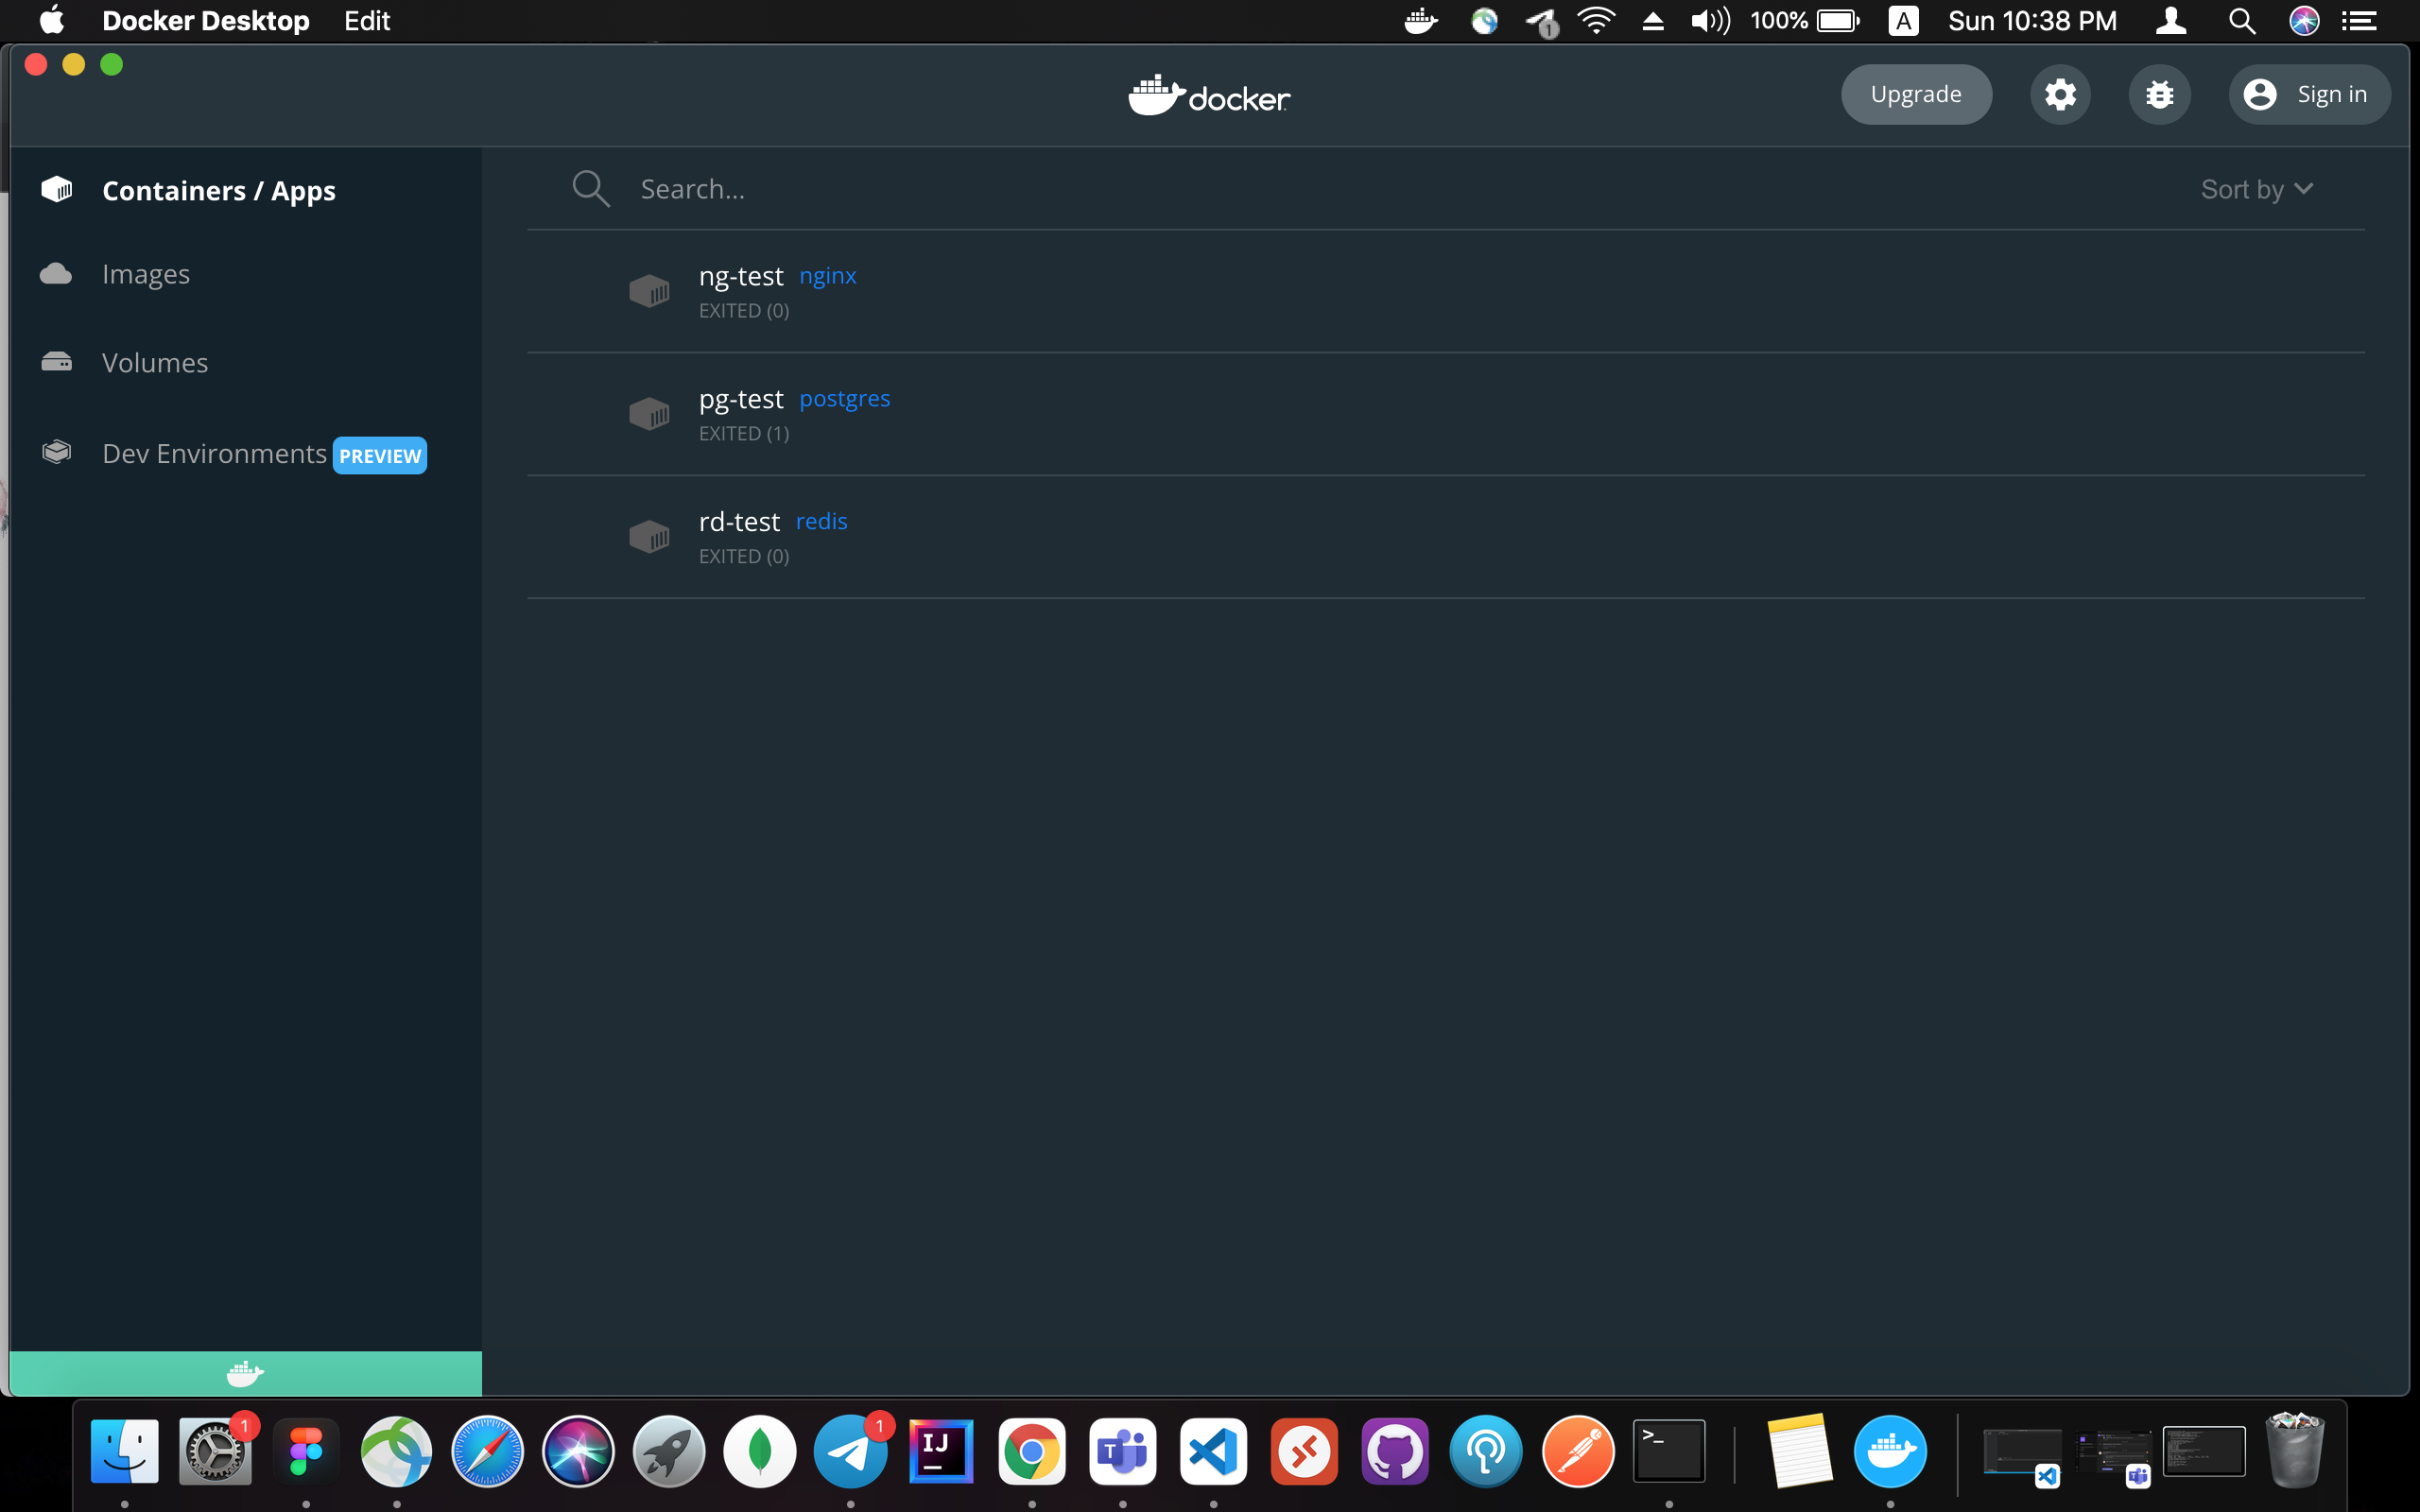 Docker Desktop Edit
1 100% A Sun 10:38 PM
docker
Upgrade
Sign in
Containers / Apps
Images
Volumes
Dev Environments PREVIEW
Search...
Sort by
ng-test nginx
EXITED (0)
pg-test postgres
EXITED (1)
rd-test redis
EXITED (0)
1
1
IJ
T
>_